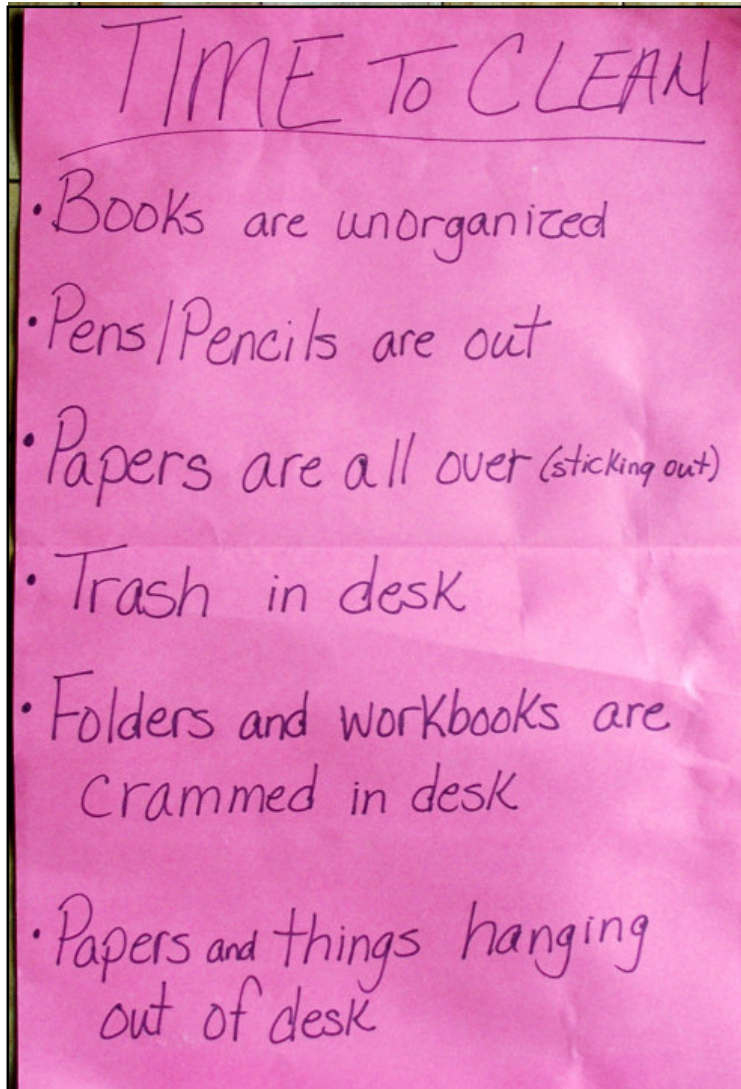 TIME TO CLEAN
• Books are unorganized
• Pens/Pencils are out
• Papers are all over (sticking out)
• Trash in desk
• Folders and workbooks are
crammed in desk
• Papers and things hanging
out of desk